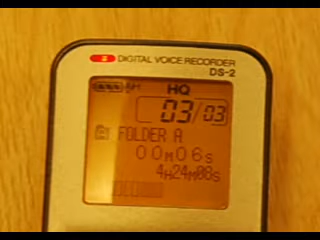 DIGITAL VOICE RECORDER
DS-2
HQ
03/03
FOLDER A
00M06S
4H24M08S